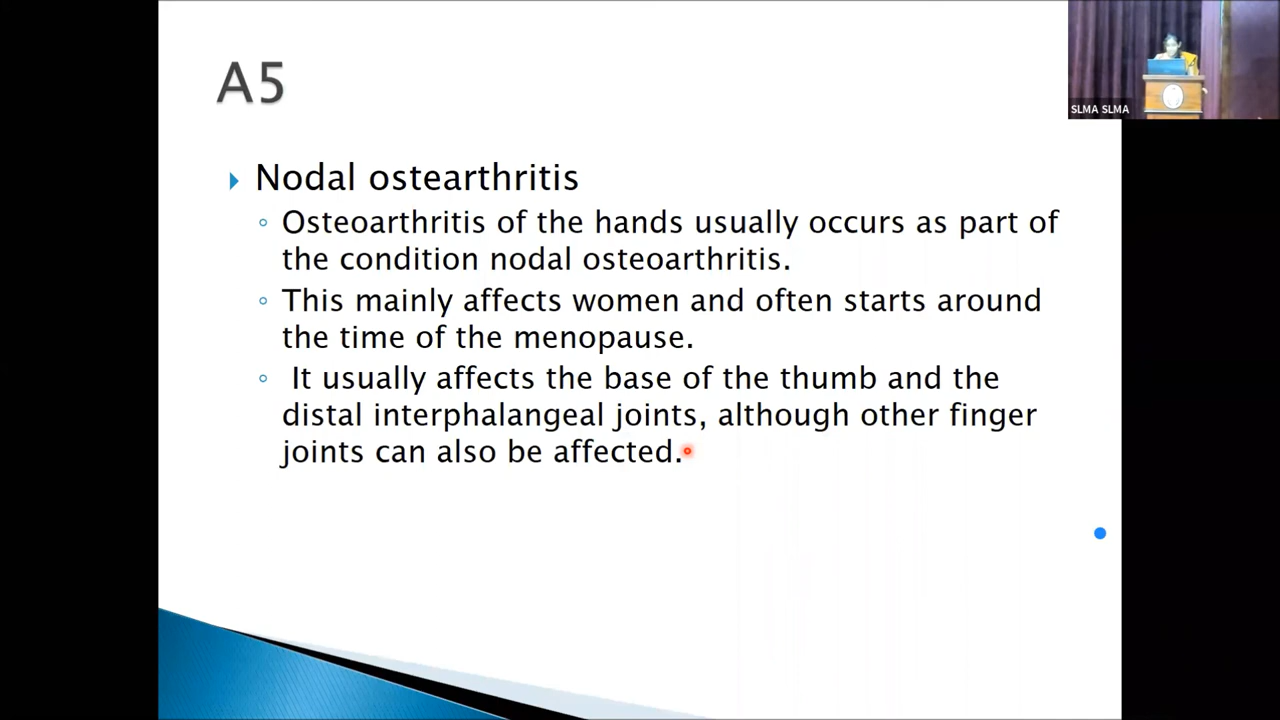 A5
SLMA SLMA
Nodal ostearthritis
Osteoarthritis of the hands usually occurs as part of
the condition nodal osteoarthritis.
This mainly affects women and often starts around
the time of the menopause.
It usually affects the base of the thumb and the
distal interphalangeal joints, although other finger
joints can also be affected.